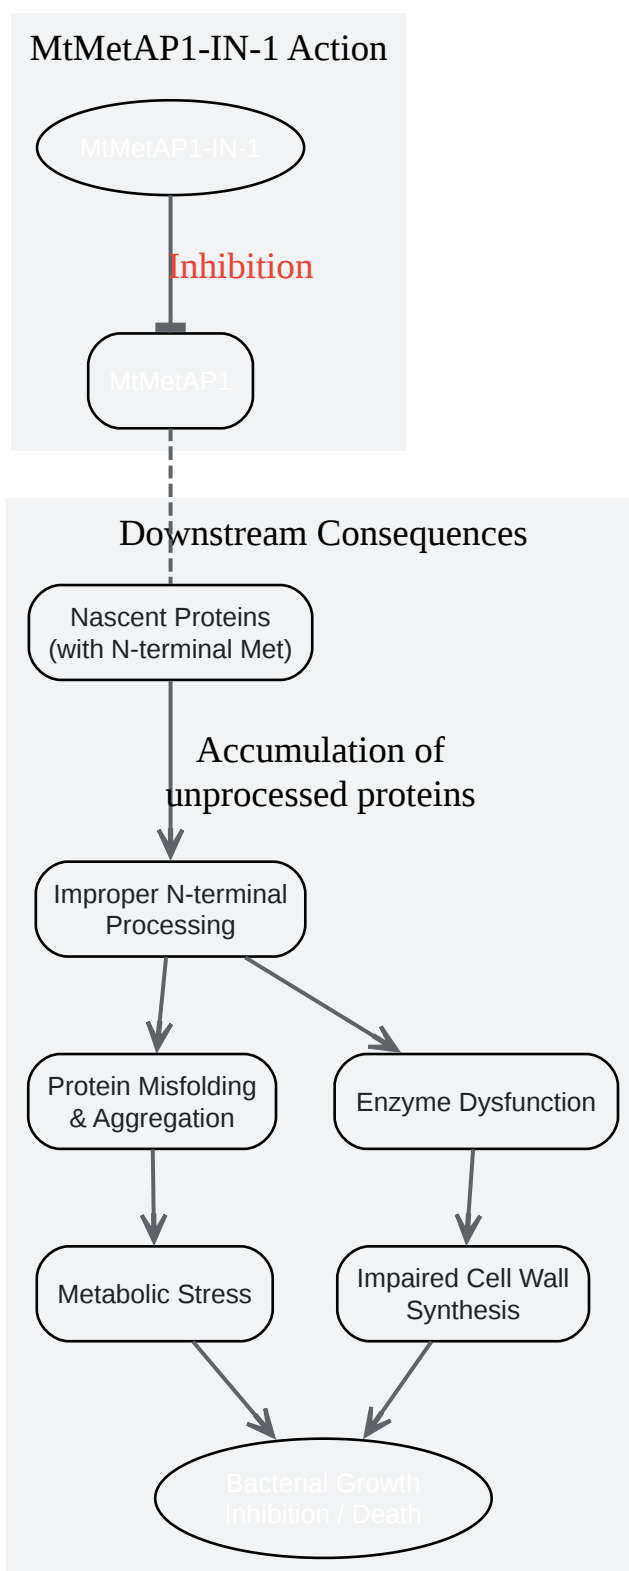 MtMetAP1-IN-1 Action
MtMetAP1-IN-1
Inhibition
MtMetAP1
Downstream Consequences
Nascent Proteins
(with N-terminal Met)
Accumulation of
unprocessed proteins
Improper N-terminal
Processing
Protein Misfolding
& Aggregation
Enzyme Dysfunction
Metabolic Stress
Impaired Cell Wall
Synthesis
Bacterial Growth
Inhibition / Death